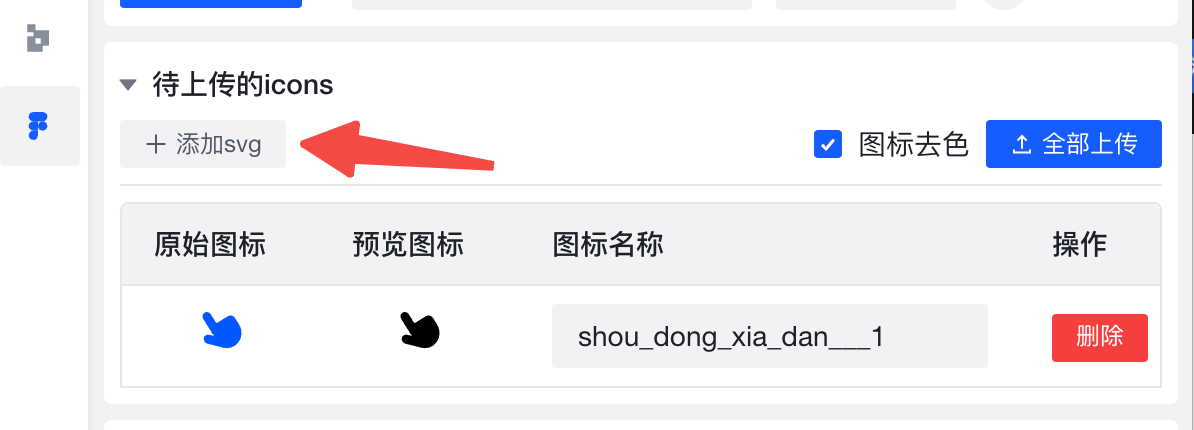 待上传的icons
添加svg
图标去色
全部上传
原始图标 预览图标 图标名称 操作
shou_dong_xia_dan___1
删除